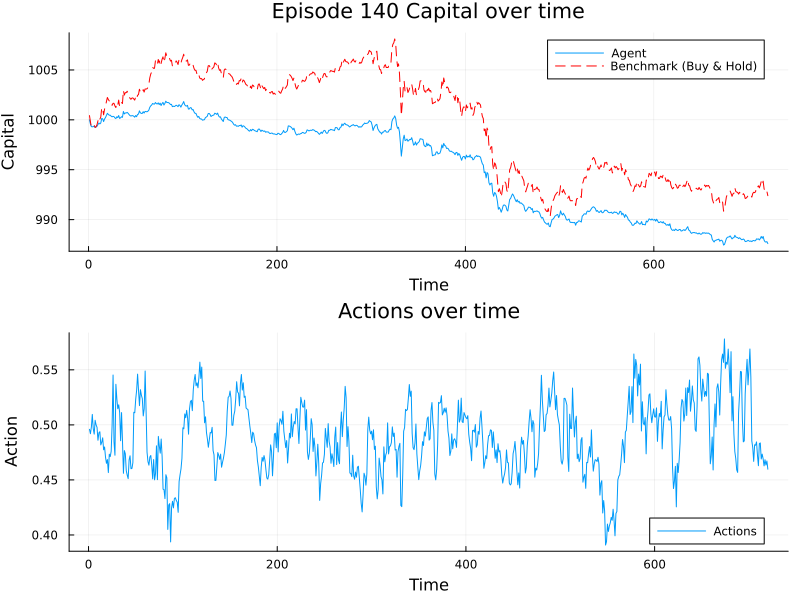 Episode 140 Capital over time
Agent
Benchmark (Buy & Hold)
1005
1000
995
990
Capital
0
200
400
600
Time
Actions over time
0.55
0.50
0.45
0.40
Action
Actions
0
200
400
600
Time